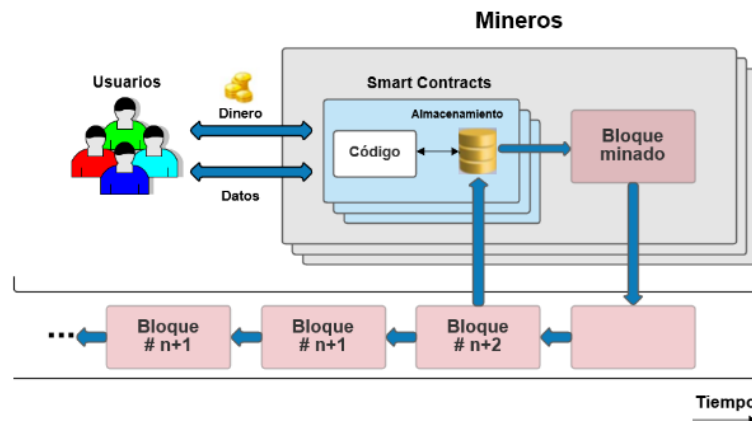 Mineros
Usuarios
Dinero
Smart Contracts
Almacenamiento
Código
Bloque
minado
Datos
...
Bloque
# n+1
Bloque
# n+1
Bloque
# n+2
Tiempo